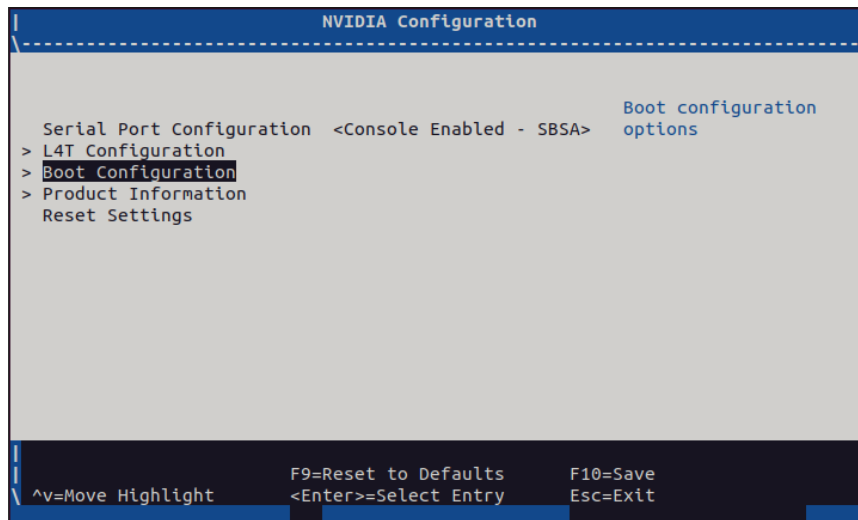 NVIDIA Configuration
Boot configuration
Serial Port Configuration <Console Enabled - SBSA> options
> L4T Configuration
> Boot Configuration
> Product Information
Reset Settings
F9=Reset to Defaults F10=Save
^v=Move Highlight <Enter>=Select Entry Esc=Exit